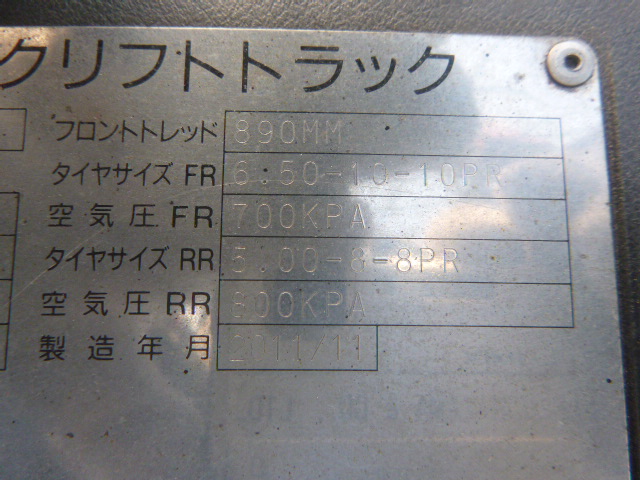 クリフトトラック
フロントトレッド 890MM
タイヤサイズ FR 6.50-10-10PR
空気圧 FR 700KPA
タイヤサイズ RR 5.00-8-8PR
空気圧 RR 800KPA
製造年月 2011/11